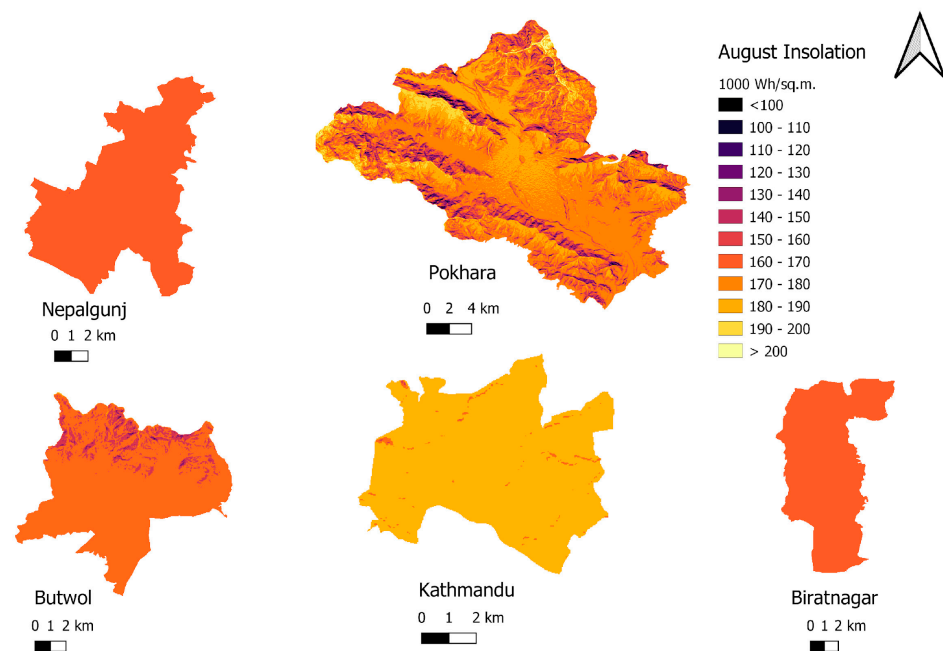 August Insolation
1000 Wh/sq.m.
<100
100 - 110
110 - 120
120 - 130
130 - 140
140 - 150
150 - 160
160 - 170
170 - 180
180 - 190
190 - 200
> 200
Nepalgunj
0 1 2 km
Pokhara
0 2 4 km
Butwol
0 1 2 km
Kathmandu
0 1 2 km
Biratnagar
0 1 2 km